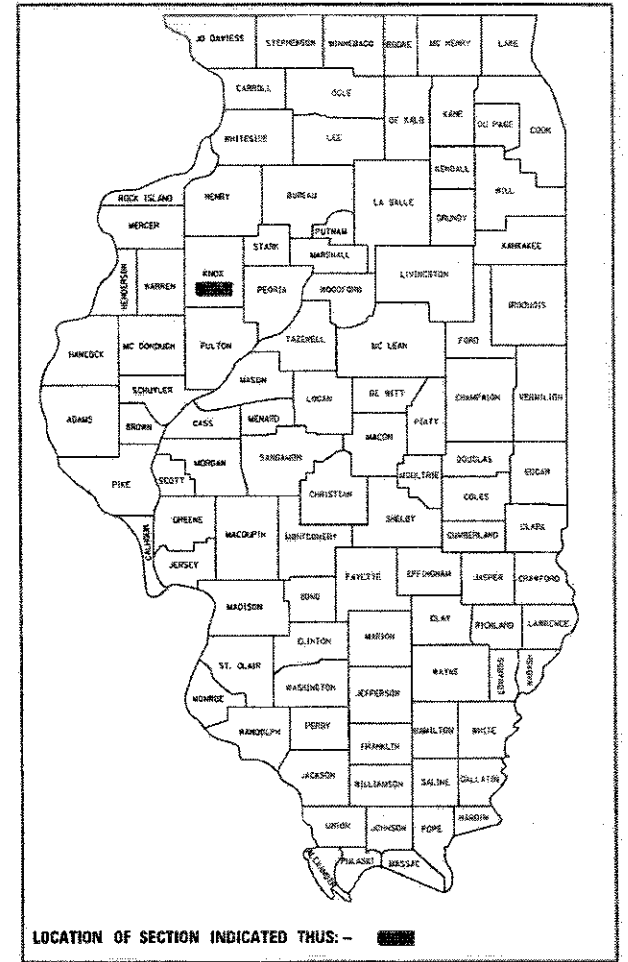 JO DAVIESS STEPHENSON WINNEBAGO BOONE MC HENRY LAKE
CARROLL OGLE DE KALB KANE DU PAGE COOK
WHITESIDE LEE KENDALL WILL
ROCK ISLAND HENRY BUREAU LA SALLE GRUNDY
MERCER PUTNAM KANKAKEE
STARK MARSHALL
HENDERSON WARREN KNOX PEORIA WOODFORD LIVINGSTON IROQUOIS
HANCOCK MC DONOUGH FULTON TAZEWELL MC LEAN FORD
MASON
SCHUYLER LOGAN DE WITT CHAMPAIGN VERMILION
ADAMS BROWN CASS MENARD MACON PIATT
MORGAN SANGAMON DOUGLAS EDGAR
PIKE SCOTT CHRISTIAN MOULTRIE COLES
CALHOUN GREENE MACOUPIN MONTGOMERY SHELBY CUMBERLAND CLARK
JERSEY FAYETTE EFFINGHAM JASPER CRAWFORD
MADISON BOND CLAY RICHLAND LAWRENCE
CLINTON MARION
ST. CLAIR WAYNE EDWARDS WABASH
MONROE WASHINGTON JEFFERSON
RANDOLPH PERRY HAMILTON WHITE
FRANKLIN
JACKSON WILLIAMSON SALINE GALLATIN
UNION JOHNSON POPE HARDIN
ALEXANDER PULASKI MASSAC
LOCATION OF SECTION INDICATED THUS: -